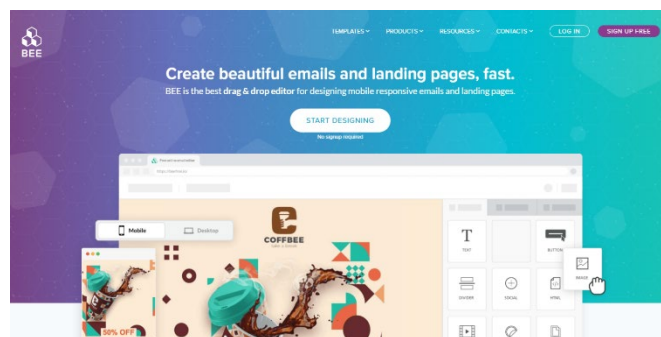 BEE
TEMPLATES PRODUCTS RESOURCES CONTACTS LOG IN SIGN UP FREE
Create beautiful emails and landing pages, fast.
BEE is the best drag & drop editor for designing mobile responsive emails and landing pages.
START DESIGNING
No signup required
Mobile Desktop
COFFBEE
TEXT
BUTTON
IMAGE
DIVIDER SOCIAL HTML
50% OFF